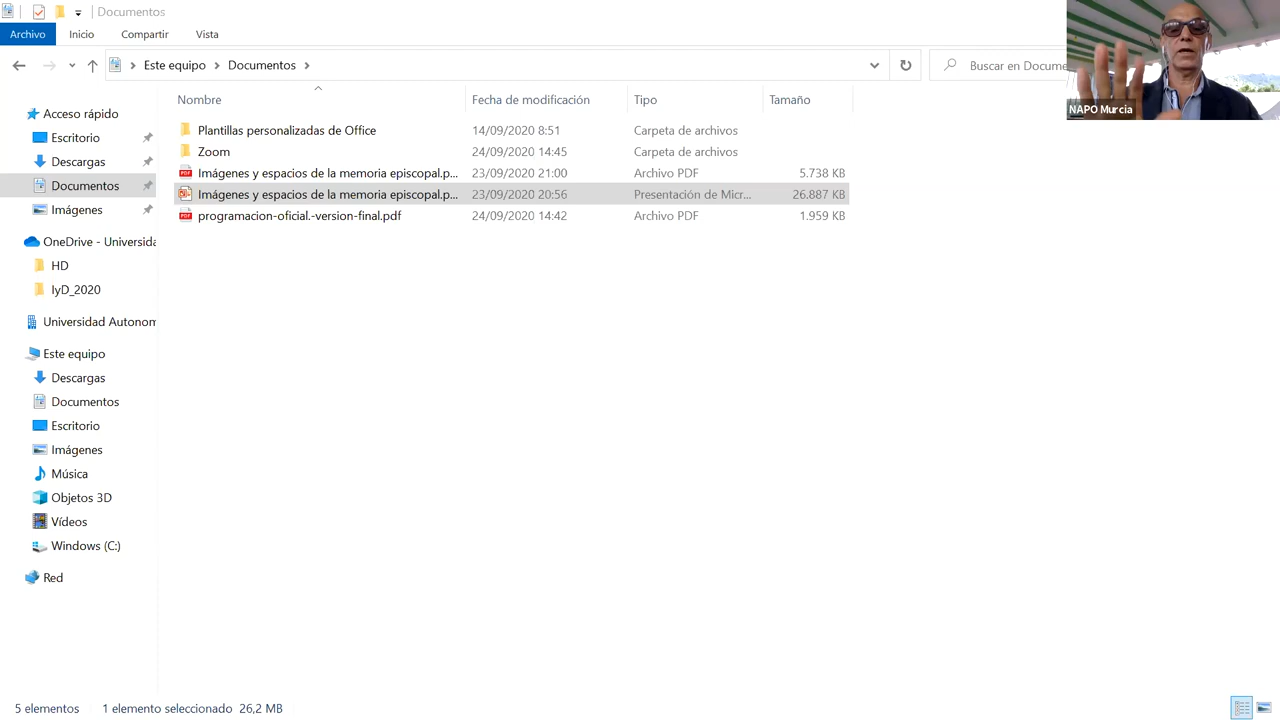 Documentos
Archivo Inicio Compartir Vista
Este equipo Documentos
Buscar en Docume
NAPO Murcia
Nombre Fecha de modificación Tipo Tamaño
Plantillas personalizadas de Office 14/09/2020 8:51 Carpeta de archivos
Zoom 24/09/2020 14:45 Carpeta de archivos
PDF Imágenes y espacios de la memoria episcopal.p... 23/09/2020 21:00 Archivo PDF 5.738 KB
Imágenes y espacios de la memoria episcopal.p... 23/09/2020 20:56 Presentación de Micr... 26.887 KB
PDF programacion-oficial.-version-final.pdf 24/09/2020 14:42 Archivo PDF 1.959 KB
Acceso rápido
Escritorio
Descargas
Documentos
Imágenes
OneDrive - Universida
HD
IyD_2020
Universidad Autonom
Este equipo
Descargas
Documentos
Escritorio
Imágenes
Música
Objetos 3D
Vídeos
Windows (C:)
Red
5 elementos 1 elemento seleccionado 26,2 MB